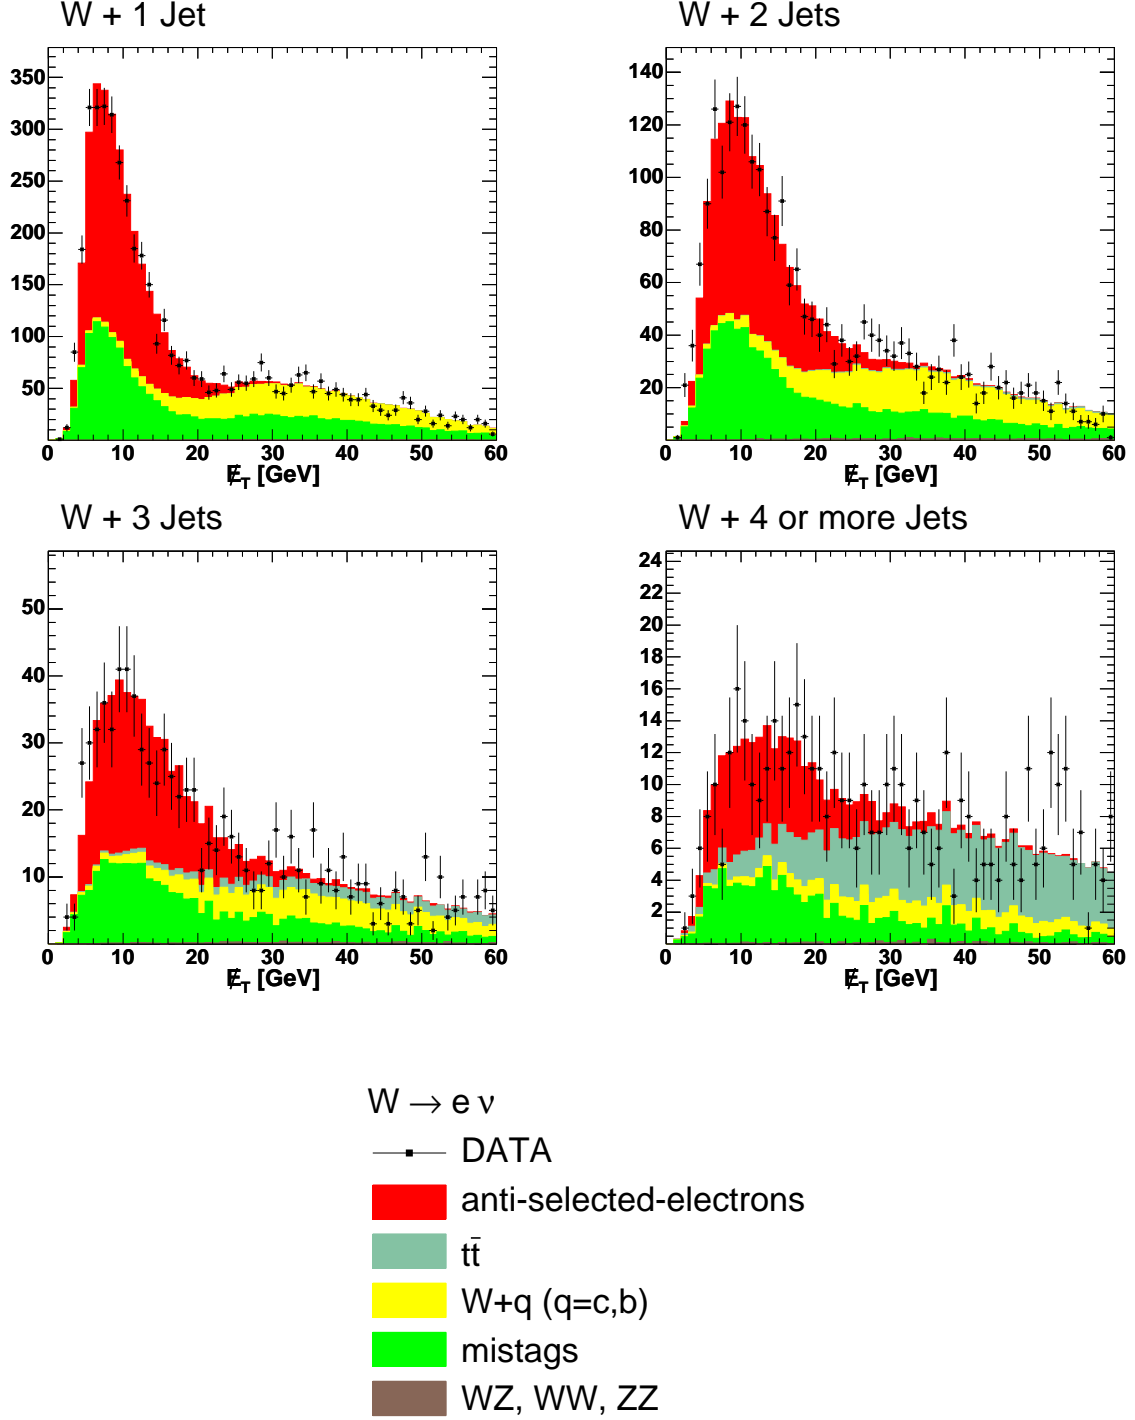 W + 1 Jet
W + 2 Jets
350
300
250
200
150
100
50
0 10 20 30 40 50 60
E̸T [GeV]
140
120
100
80
60
40
20
0 10 20 30 40 50 60
E̸T [GeV]
W + 3 Jets
W + 4 or more Jets
50
40
30
20
10
0 10 20 30 40 50 60
E̸T [GeV]
24
22
20
18
16
14
12
10
8
6
4
2
0 10 20 30 40 50 60
E̸T [GeV]
W → e ν
DATA
anti-selected-electrons
tt̄
W+q (q=c,b)
mistags
WZ, WW, ZZ